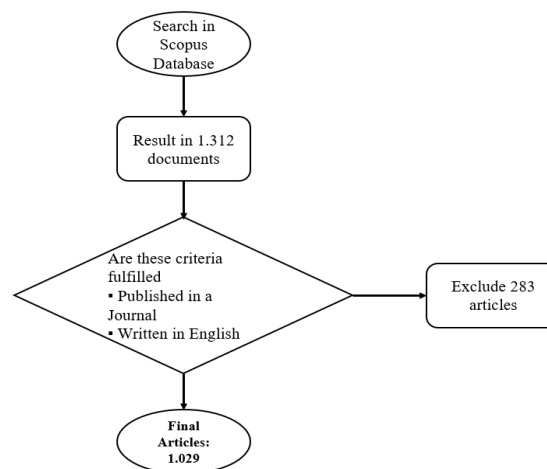 Search in
Scopus
Database
Result in 1.312
documents
Are these criteria
fulfilled
▪ Published in a
Journal
▪ Written in English
Exclude 283
articles
Final
Articles:
1.029